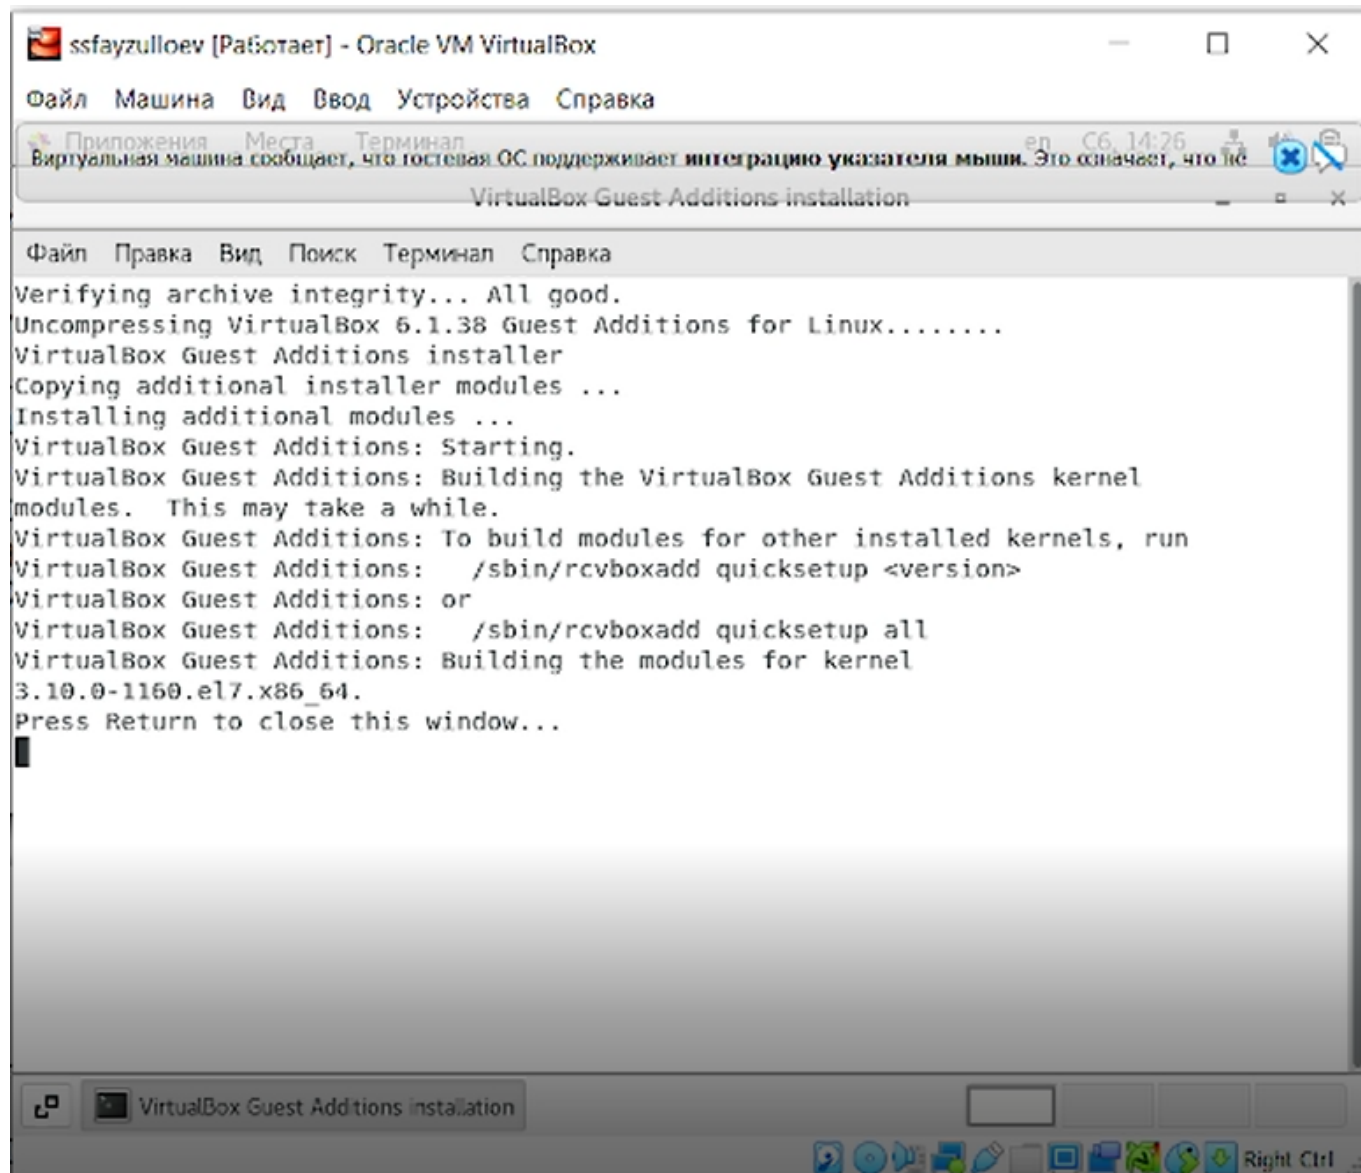 ssfayzulloev [Работает] - Oracle VM VirtualBox
Файл Машина Вид Ввод Устройства Справка
Приложения Места Терминал en Сб, 14:26
Виртуальная машина сообщает, что гостевая ОС поддерживает интеграцию указателя мыши. Это означает, что не
VirtualBox Guest Additions installation
Файл Правка Вид Поиск Терминал Справка
Verifying archive integrity... All good.
Uncompressing VirtualBox 6.1.38 Guest Additions for Linux........
VirtualBox Guest Additions installer
Copying additional installer modules ...
Installing additional modules ...
VirtualBox Guest Additions: Starting.
VirtualBox Guest Additions: Building the VirtualBox Guest Additions kernel
modules.  This may take a while.
VirtualBox Guest Additions: To build modules for other installed kernels, run
VirtualBox Guest Additions:   /sbin/rcvboxadd quicksetup <version>
VirtualBox Guest Additions: or
VirtualBox Guest Additions:   /sbin/rcvboxadd quicksetup all
VirtualBox Guest Additions: Building the modules for kernel
3.10.0-1160.el7.x86_64.
Press Return to close this window...
VirtualBox Guest Additions installation
Right Ctrl